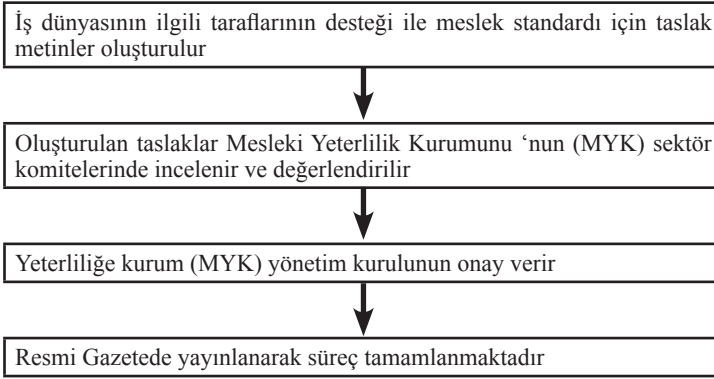 İş dünyasının ilgili taraflarının desteği ile meslek standardı için taslak
metinler oluşturulur
Oluşturulan taslaklar Mesleki Yeterlilik Kurumunu ‘nun (MYK) sektör
komitelerinde incelenir ve değerlendirilir
Yeterliliğe kurum (MYK) yönetim kurulunun onay verir
Resmi Gazetede yayınlanarak süreç tamamlanmaktadır